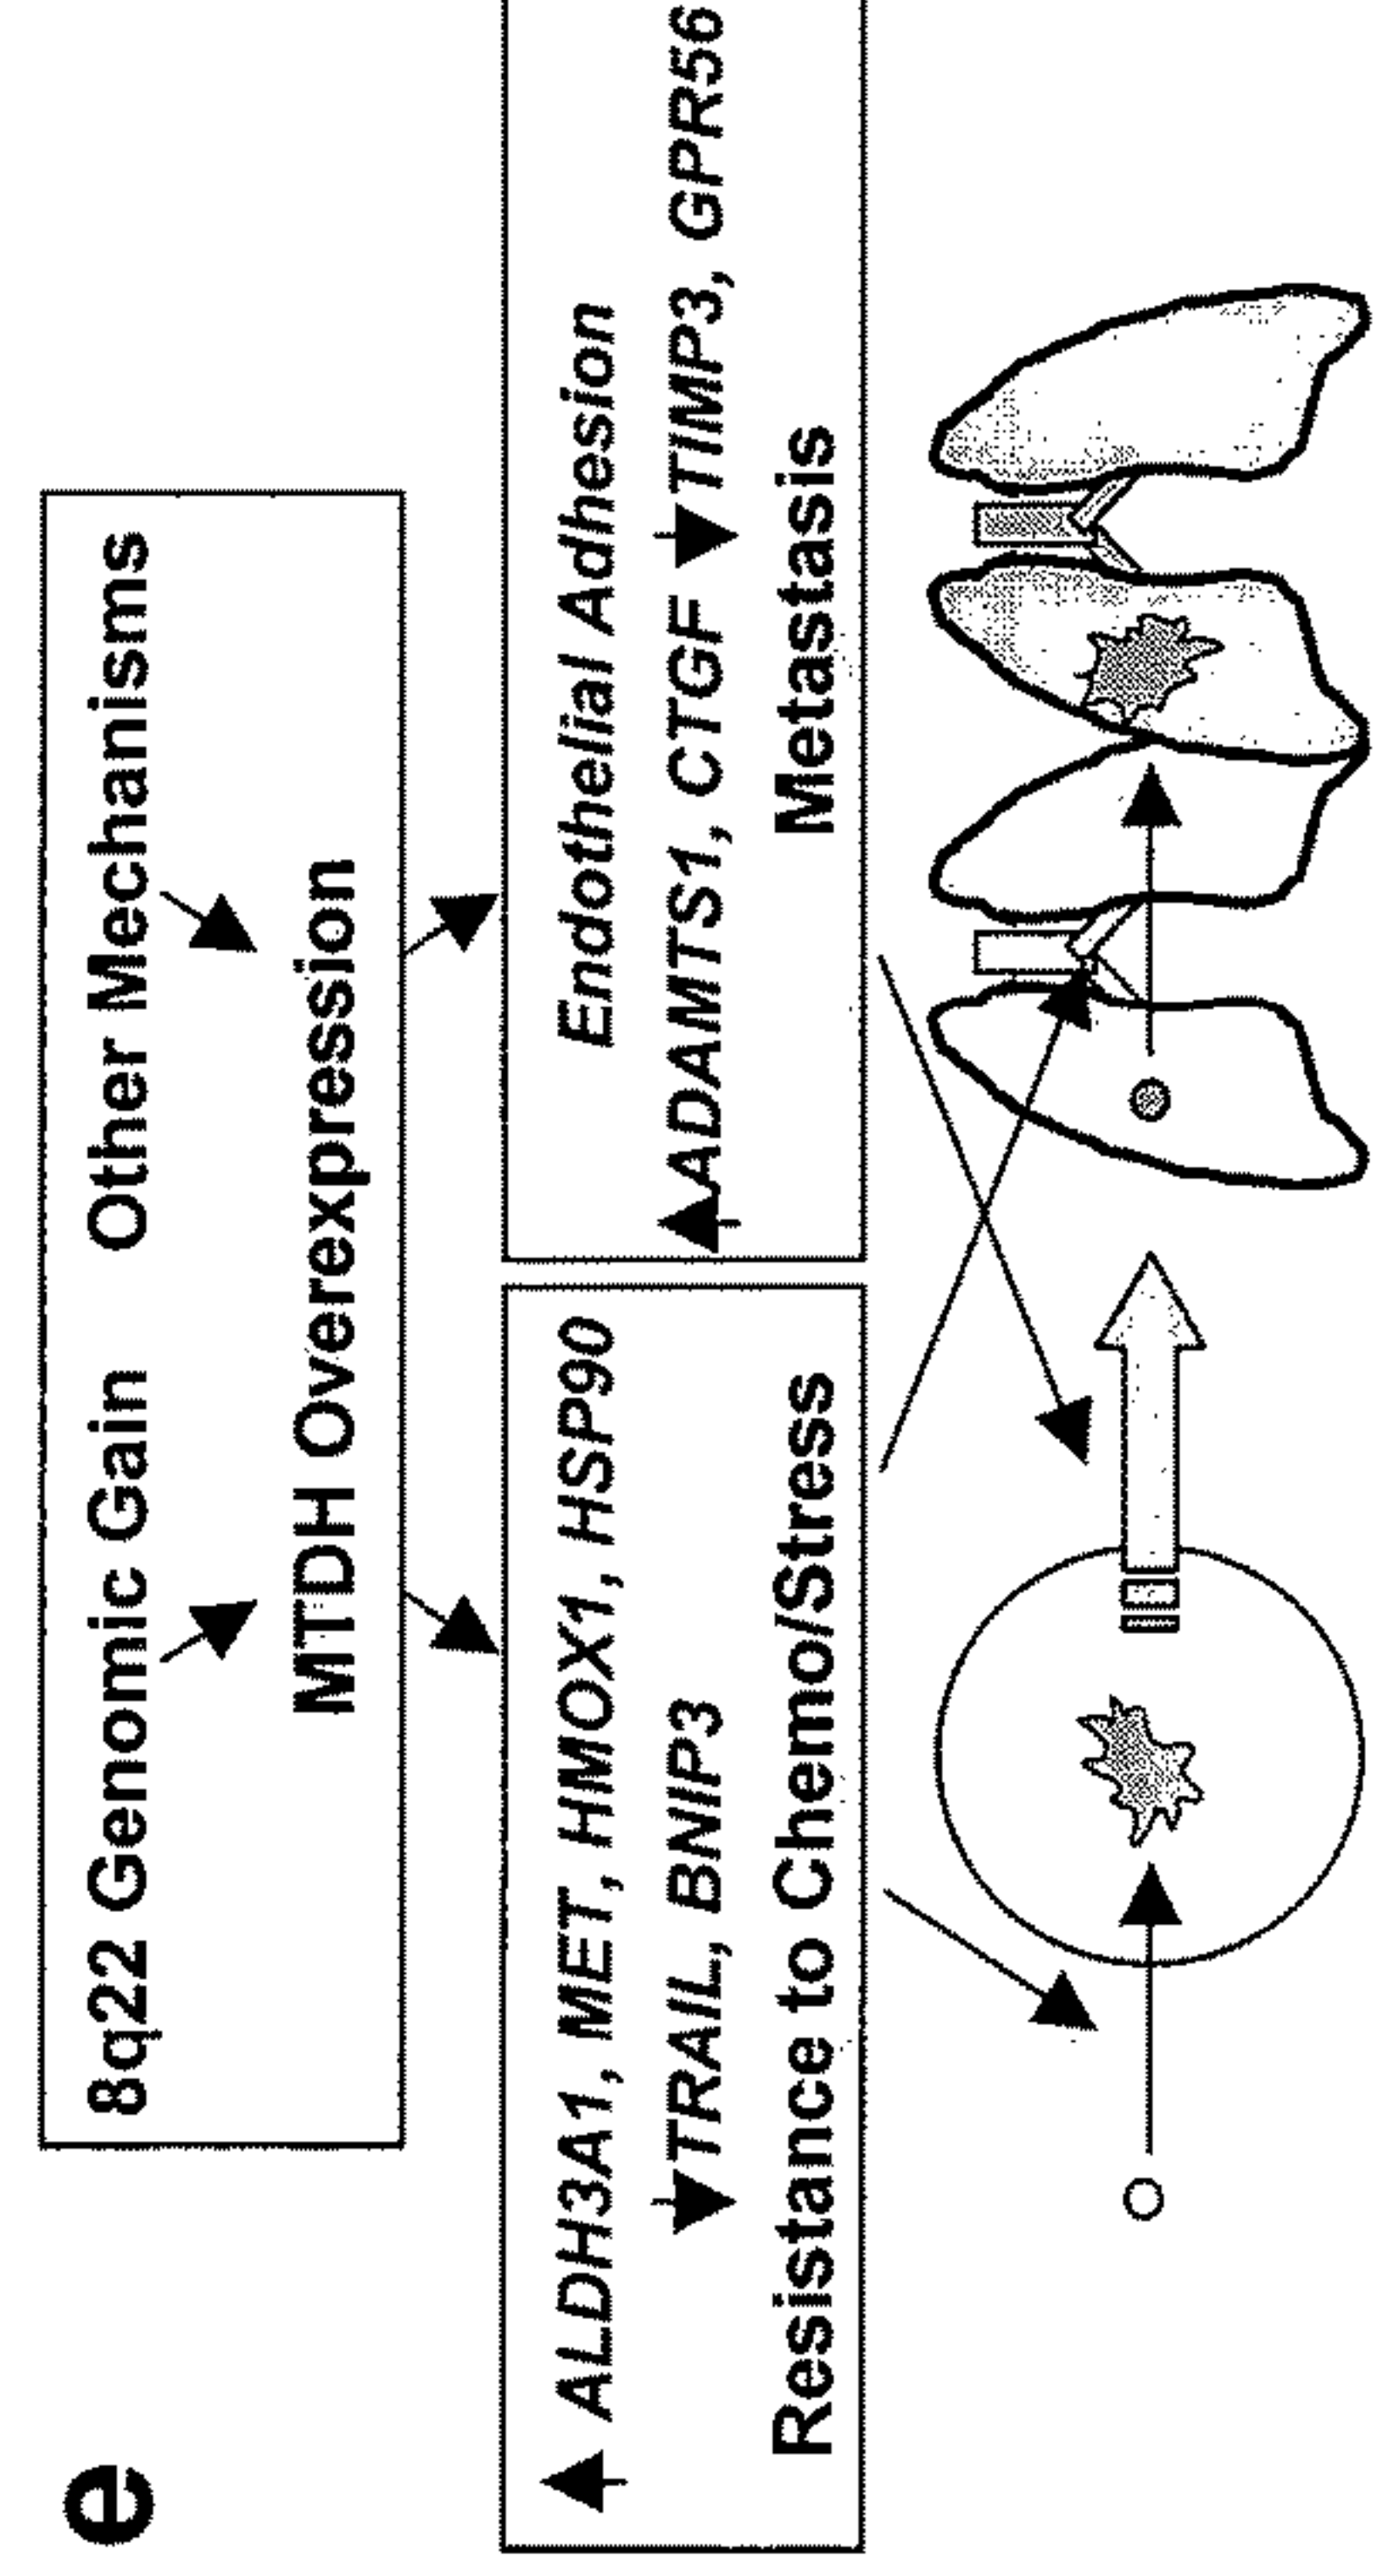 e
8q22 Genomic Gain Other Mechanisms
MTDH Overexpression
ALDH3A1, MET, HMOX1, HSP90
TRAIL, BNIP3
Resistance to Chemo/Stress
Endothelial Adhesion
ADAMTS1, CTGF TIMP3, GPR56
Metastasis